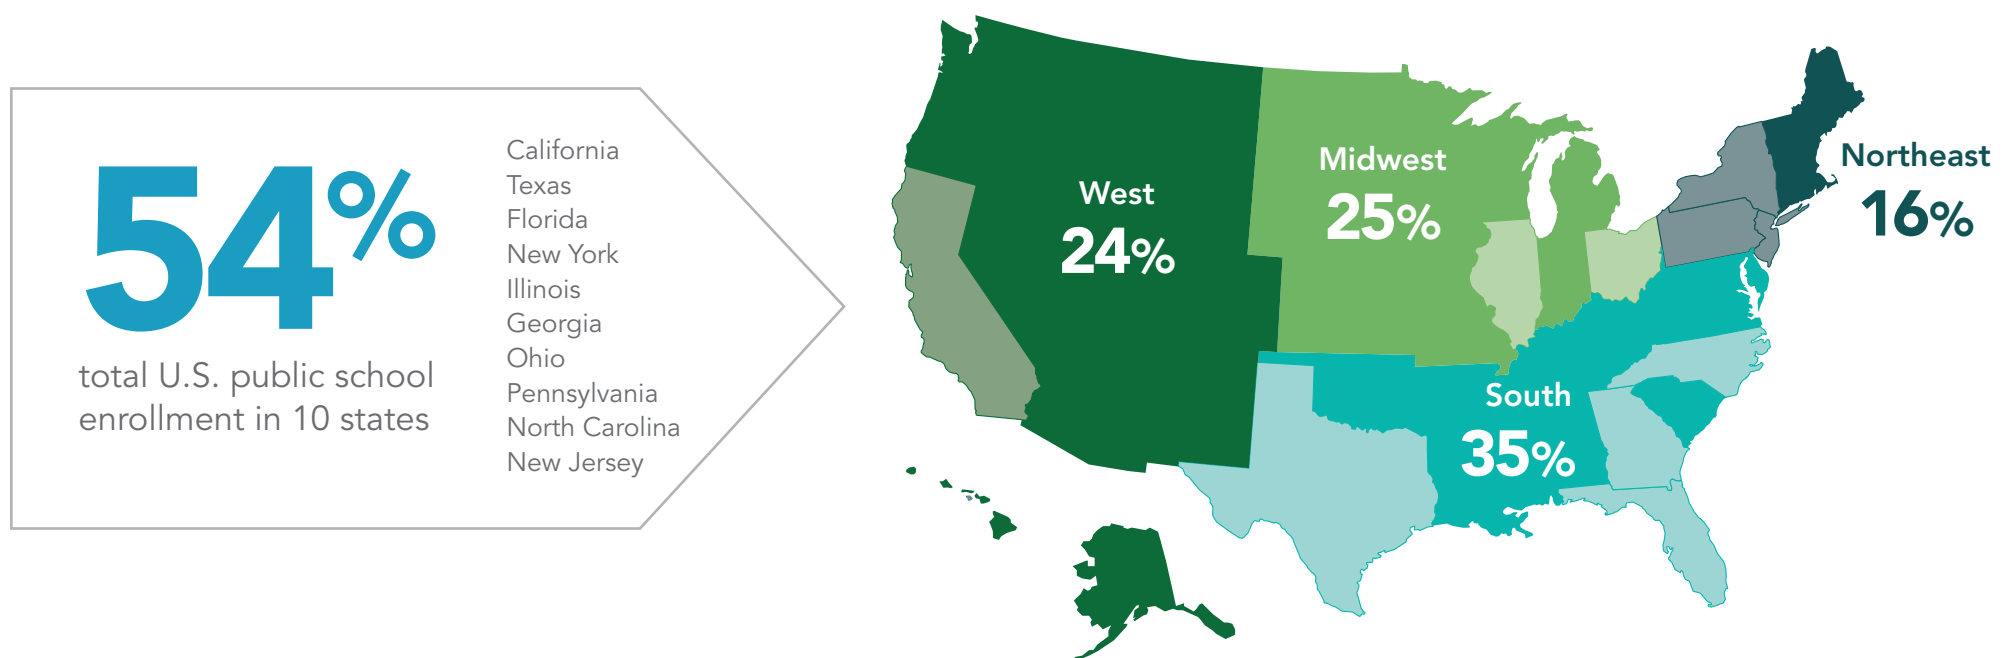 54%
total U.S. public school
enrollment in 10 states
California
Texas
Florida
New York
Illinois
Georgia
Ohio
Pennsylvania
North Carolina
New Jersey
West
24%
Midwest
25%
South
35%
Northeast
16%